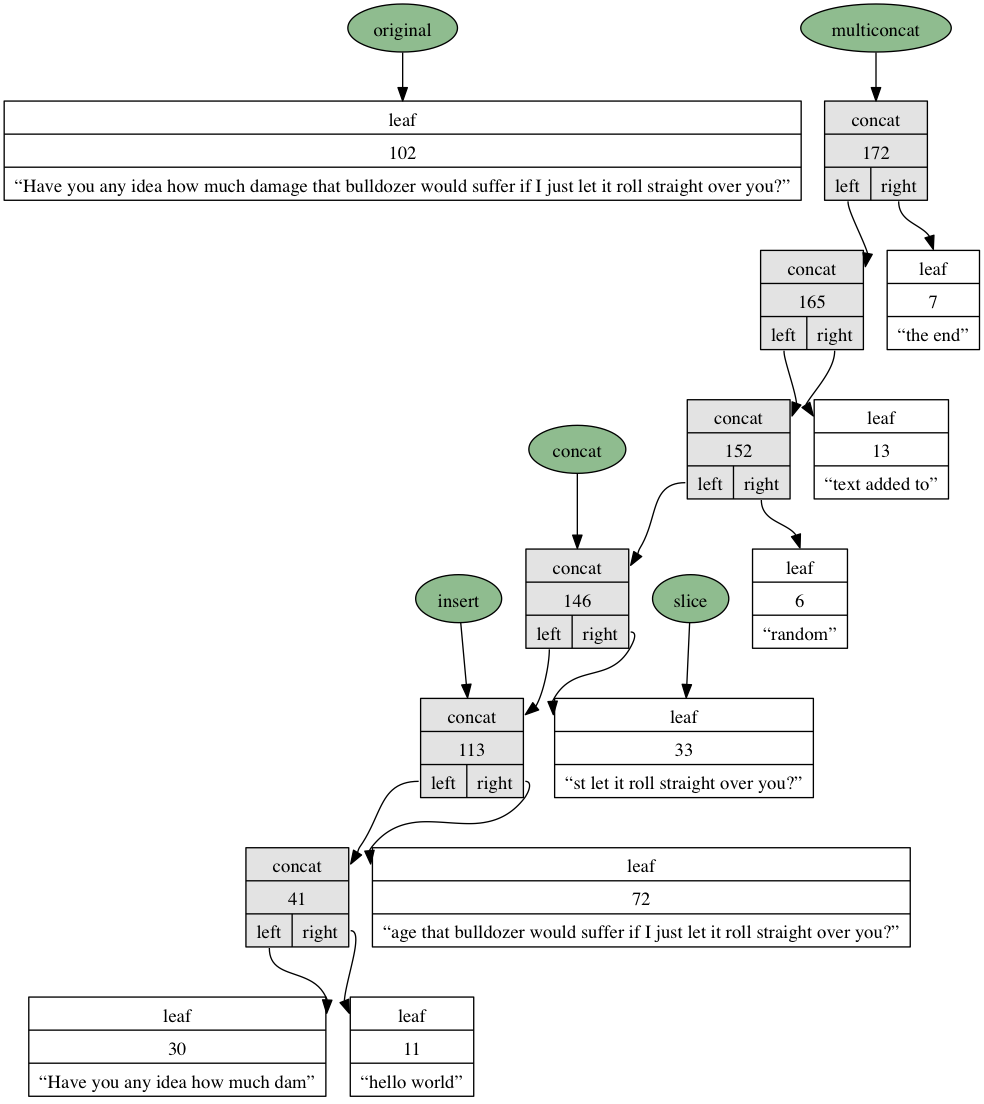 original
multiconcat
leaf
102
“Have you any idea how much damage that bulldozer would suffer if I just let it roll straight over you?”
concat
172
left right
concat
165
left right
leaf
7
“the end”
concat
152
left right
leaf
13
“text added to”
concat
concat
146
left right
leaf
6
“random”
insert
slice
concat
113
left right
leaf
33
“st let it roll straight over you?”
concat
41
left right
leaf
72
“age that bulldozer would suffer if I just let it roll straight over you?”
leaf
30
“Have you any idea how much dam”
leaf
11
“hello world”